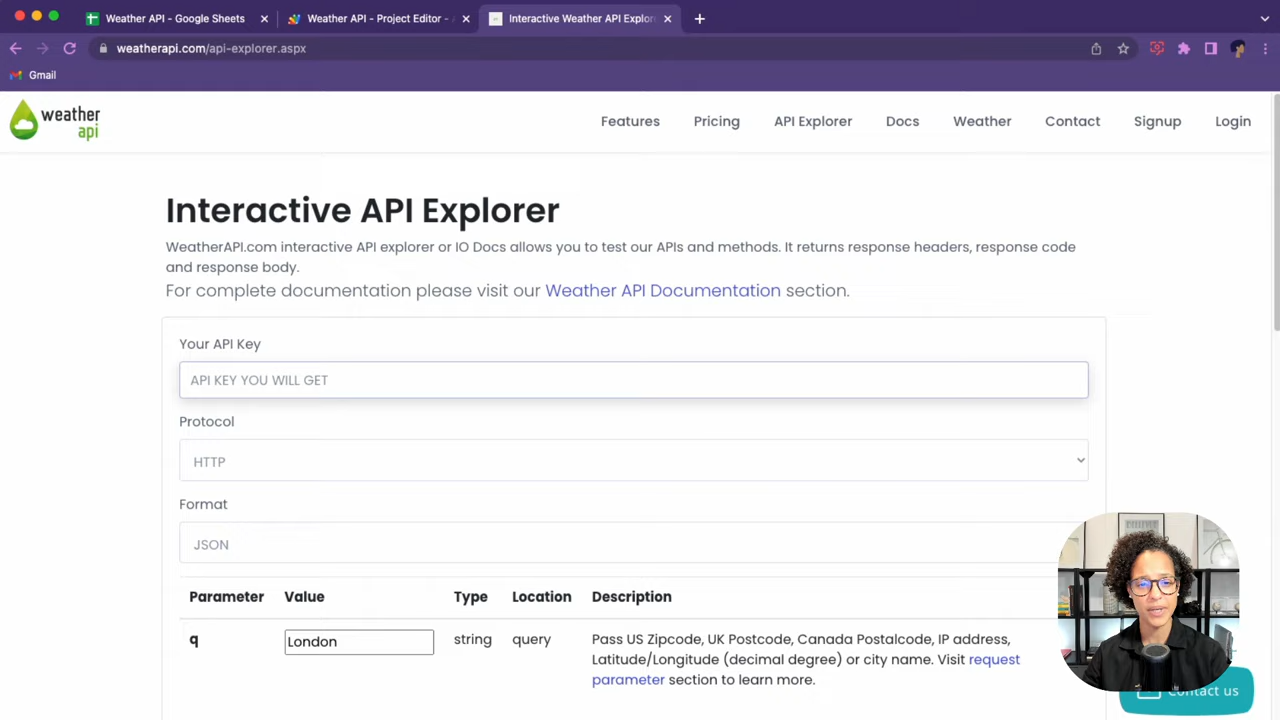 Weather API - Google Sheets
Weather API - Project Editor -
Interactive Weather API Explor
weatherapi.com/api-explorer.aspx
Gmail
weather
api
Features
Pricing
API Explorer
Docs
Weather
Contact
Signup
Login
Interactive API Explorer
WeatherAPI.com interactive API explorer or IO Docs allows you to test our APIs and methods. It returns response headers, response code
and response body.
For complete documentation please visit our Weather API Documentation section.
Your API Key
API KEY YOU WILL GET
Protocol
HTTP
Format
JSON
Parameter Value Type Location Description
q London string query Pass US Zipcode, UK Postcode, Canada Postalcode, IP address,
Latitude/Longitude (decimal degree) or city name. Visit request
parameter section to learn more.
Contact us